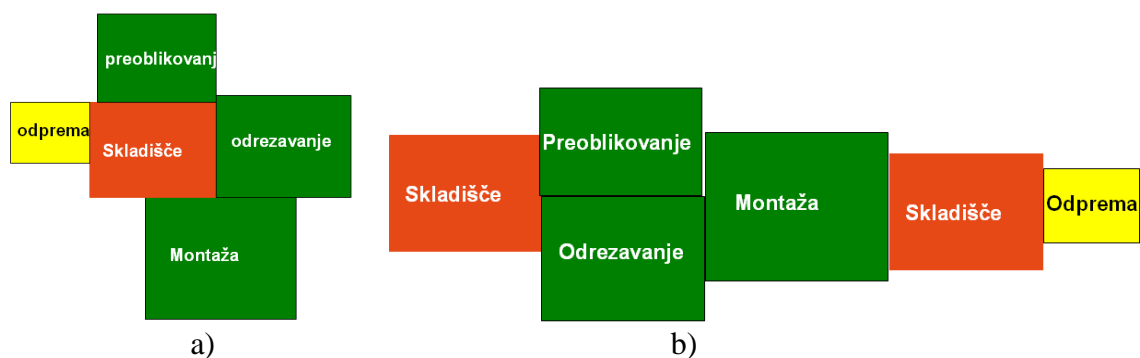 preoblikovanj
odprema
Skladišče
odrezavanje
Montaža
a)
Preoblikovanje
Skladišče
Odrezavanje
Montaža
Skladišče
Odprema
b)